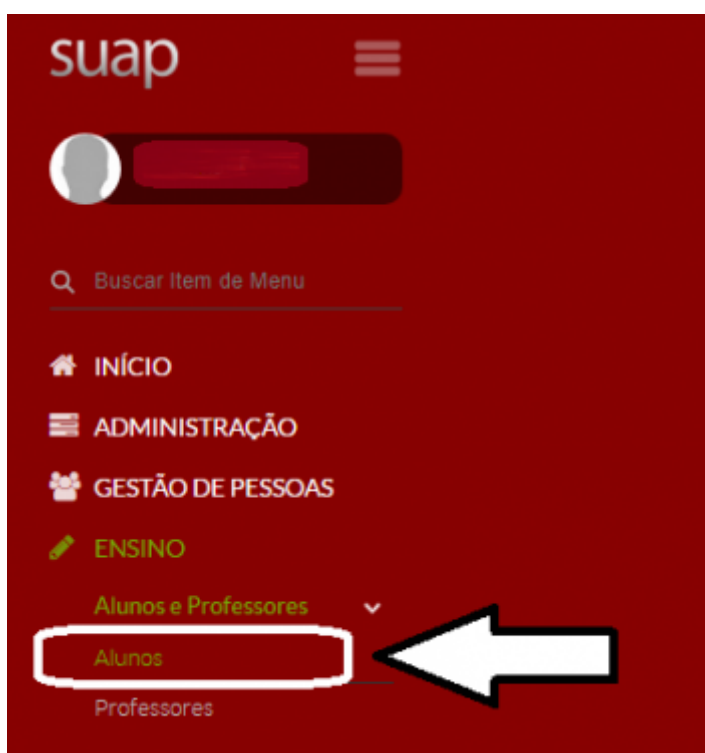 suap
Buscar Item de Menu
INÍCIO
ADMINISTRAÇÃO
GESTÃO DE PESSOAS
ENSINO
Alunos e Professores
Alunos
Professores